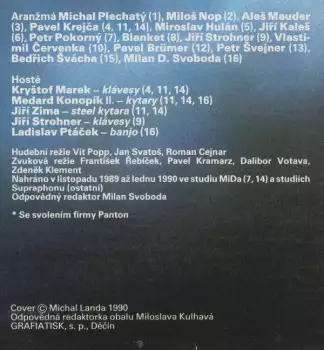 Aranžmá Michal Plechatý (1), Miloš Nop (2), Aleš Mauder
(3), Pavel Krejča (4, 11, 14), Miroslav Hulán (5), Jiří Kaleš
(6), Petr Pokorný (7), Blanket (8), Jiří Strohner (9), Vlasti-
mil Červenka (10), Pavel Brümer (12), Petr Švejner (13),
Bedřich Švácha (15), Milan D. Svoboda (16)
Hosté
Kryštof Marek – klávesy (4, 11, 14)
Medard Konopík II. – kytary (11, 14, 16)
Jiří Zima – steel kytara (11, 14)
Jiří Strohner – klávesy (9)
Ladislav Ptáček – banjo (16)
Hudební režie Vít Popp, Jan Svatoš, Roman Cejnar
Zvuková režie František Řebíček, Pavel Kramarz, Dalibor Votava,
Zdeněk Klement
Nahráno v listopadu 1989 až lednu 1990 ve studiu MiDa (7, 14) a studiích
Supraphonu (ostatní)
Odpovědný redaktor Milan Svoboda
* Se svolením firmy Panton
Cover © Michal Landa 1990
Odpovědná redaktorka obalu Miloslava Kulhavá
GRAFIATISK, s. p., Děčín